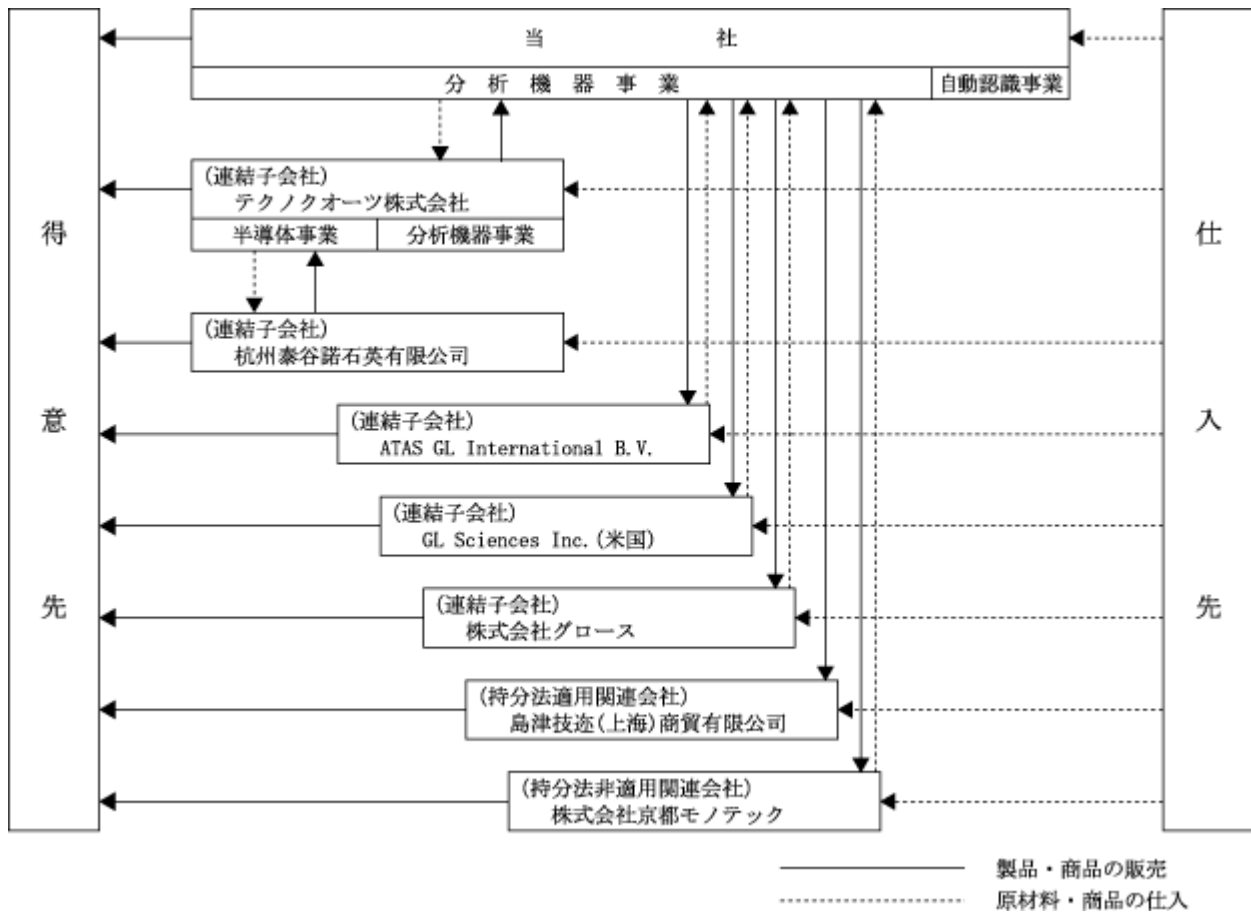 当社
分析機器事業
自動認識事業
(連結子会社)
テクノクオーツ株式会社
半導体事業
分析機器事業
(連結子会社)
杭州泰谷諾石英有限公司
(連結子会社)
ATAS GL International B.V.
(連結子会社)
GL Sciences Inc.(米国)
(連結子会社)
株式会社グロース
(持分法適用関連会社)
島津技迩(上海)商貿有限公司
(持分法非適用関連会社)
株式会社京都モノテック
得意先
仕入先
製品・商品の販売
原材料・商品の仕入